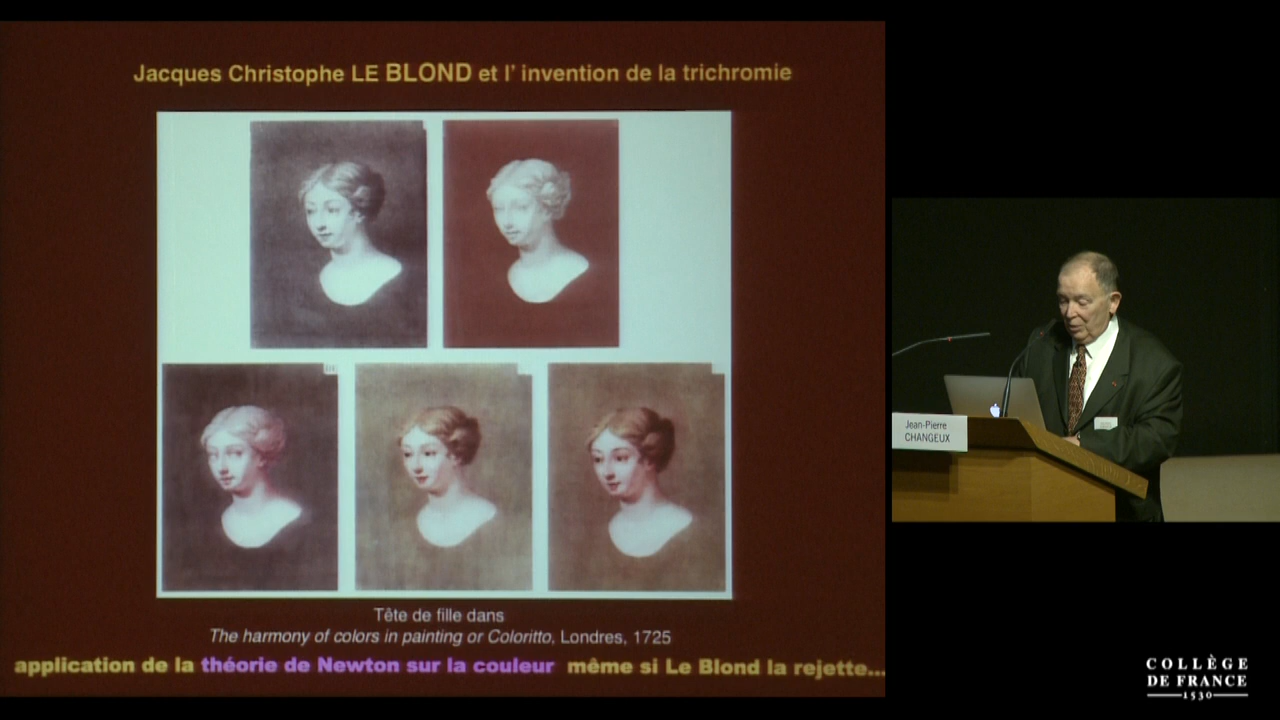 Jacques Christophe LE BLOND et l' invention de la trichromie
Tête de fille dans
The harmony of colors in painting or Coloritto, Londres, 1725
application de la théorie de Newton sur la couleur même si Le Blond la rejette...
Jean-Pierre
CHANGEUX
COLLÈGE
DE FRANCE
1530